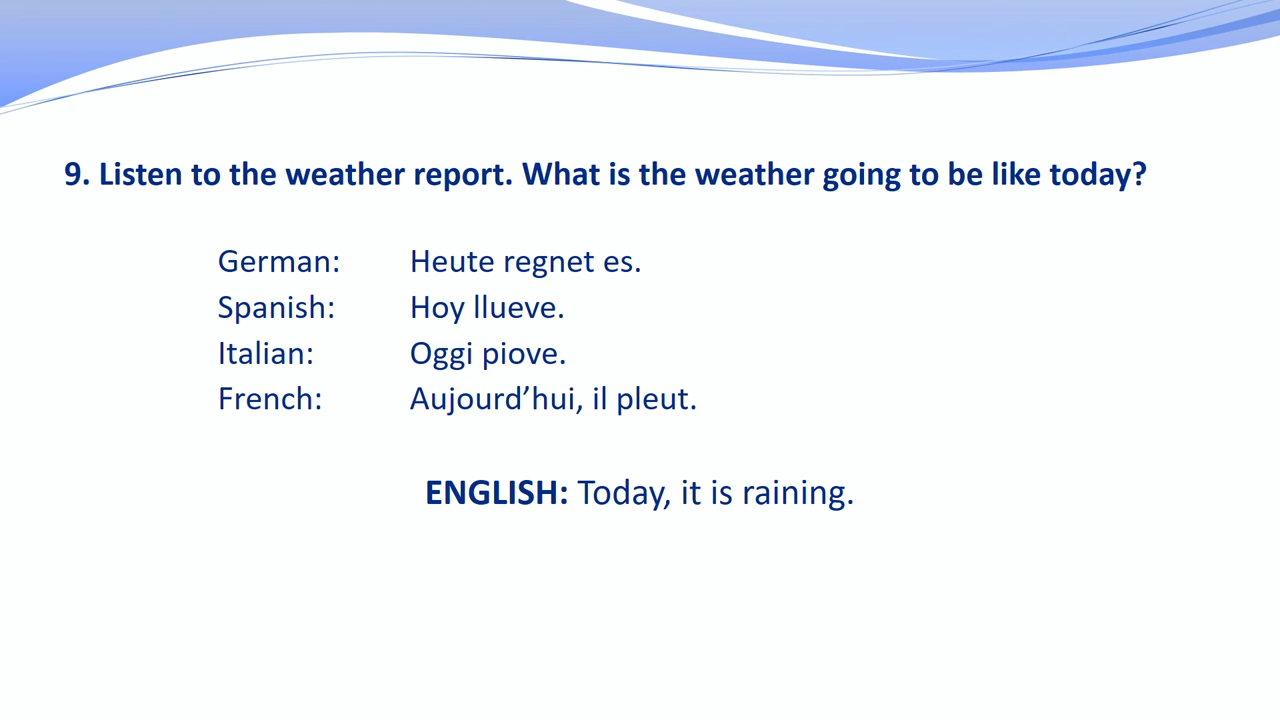 9. Listen to the weather report. What is the weather going to be like today?
German: Heute regnet es.
Spanish: Hoy llueve.
Italian: Oggi piove.
French: Aujourd’hui, il pleut.
ENGLISH: Today, it is raining.